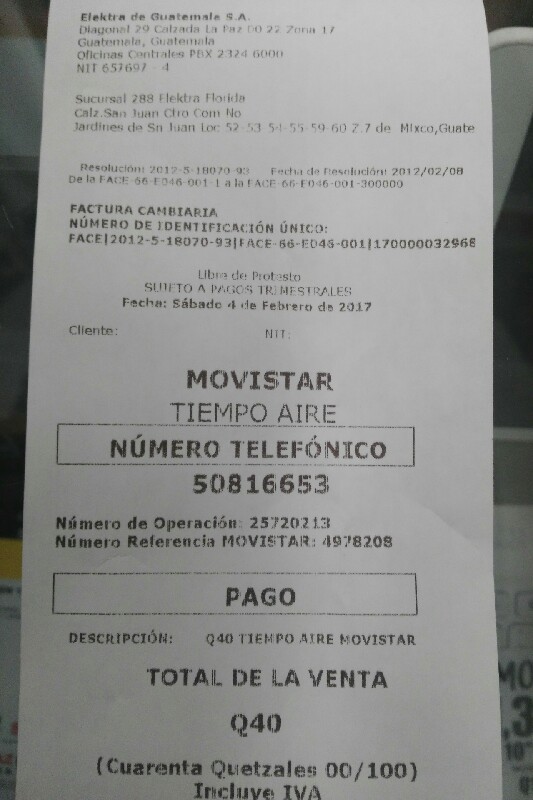 Elektra de Guatemala S.A.
Diagonal 29 Calzada La Paz D0 22 Zona 17
Guatemala, Guatemala
Oficinas Centrales PBX 2324 6000
NIT 657697 - 4
Sucursal 288 Elektra Florida
Calz.San Juan Ctro Com No
Jardines de Sn Juan Loc 52-53 54-55-59-60 Z.7 de Mixco,Guate
Resolución: 2012-5-18070-93 Fecha de Resolución: 2012/02/08
De la FACE-66-E046-001-1 a la FACE-66-E046-001-300000
FACTURA CAMBIARIA
NÚMERO DE IDENTIFICACIÓN ÚNICO:
FACE|2012-5-18070-93|FACE-66-E046-001|170000032968
Libre de Protesto
SUJETO A PAGOS TRIMESTRALES
Fecha: Sábado 4 de Febrero de 2017
Cliente: NIT:
MOVISTAR
TIEMPO AIRE
NÚMERO TELEFÓNICO
50816653
Número de Operación: 25720213
Número Referencia MOVISTAR: 4978208
PAGO
DESCRIPCIÓN: Q40 TIEMPO AIRE MOVISTAR
TOTAL DE LA VENTA
Q40
(Cuarenta Quetzales 00/100)
Incluye IVA